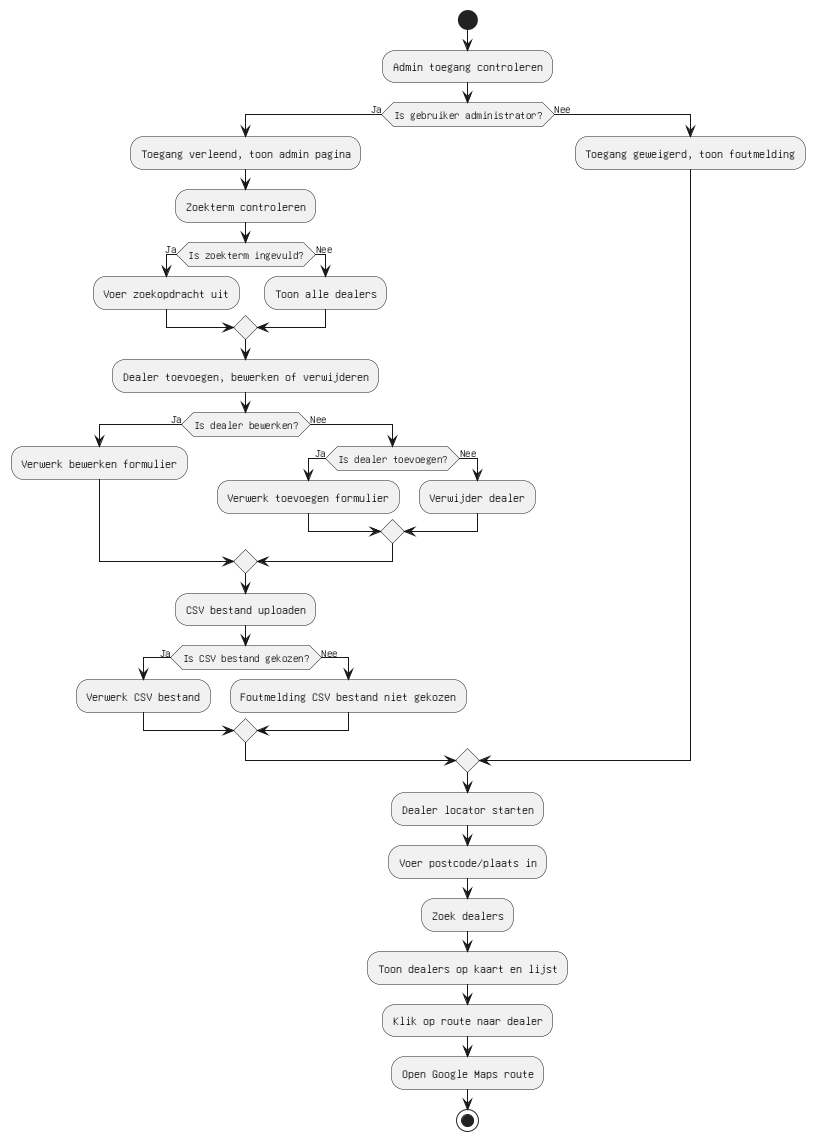 Admin toegang controleren
Ja
Is gebruiker administrator?
Nee
Toegang verleend, toon admin pagina
Toegang geweigerd, toon foutmelding
Zoekterm controleren
Ja
Is zoekterm ingevuld?
Nee
Voer zoekopdracht uit
Toon alle dealers
Dealer toevoegen, bewerken of verwijderen
Ja
Is dealer bewerken?
Nee
Verwerk bewerken formulier
Ja
Is dealer toevoegen?
Nee
Verwerk toevoegen formulier
Verwijder dealer
CSV bestand uploaden
Ja
Is CSV bestand gekozen?
Nee
Verwerk CSV bestand
Foutmelding CSV bestand niet gekozen
Dealer locator starten
Voer postcode/plaats in
Zoek dealers
Toon dealers op kaart en lijst
Klik op route naar dealer
Open Google Maps route